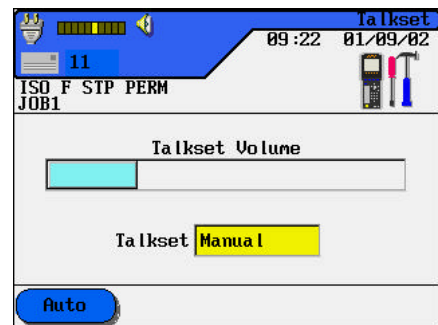 Talkset
09:22 01/09/02
11
ISO F STP PERM
JOB1
Talkset Volume
Talkset Manual
Auto